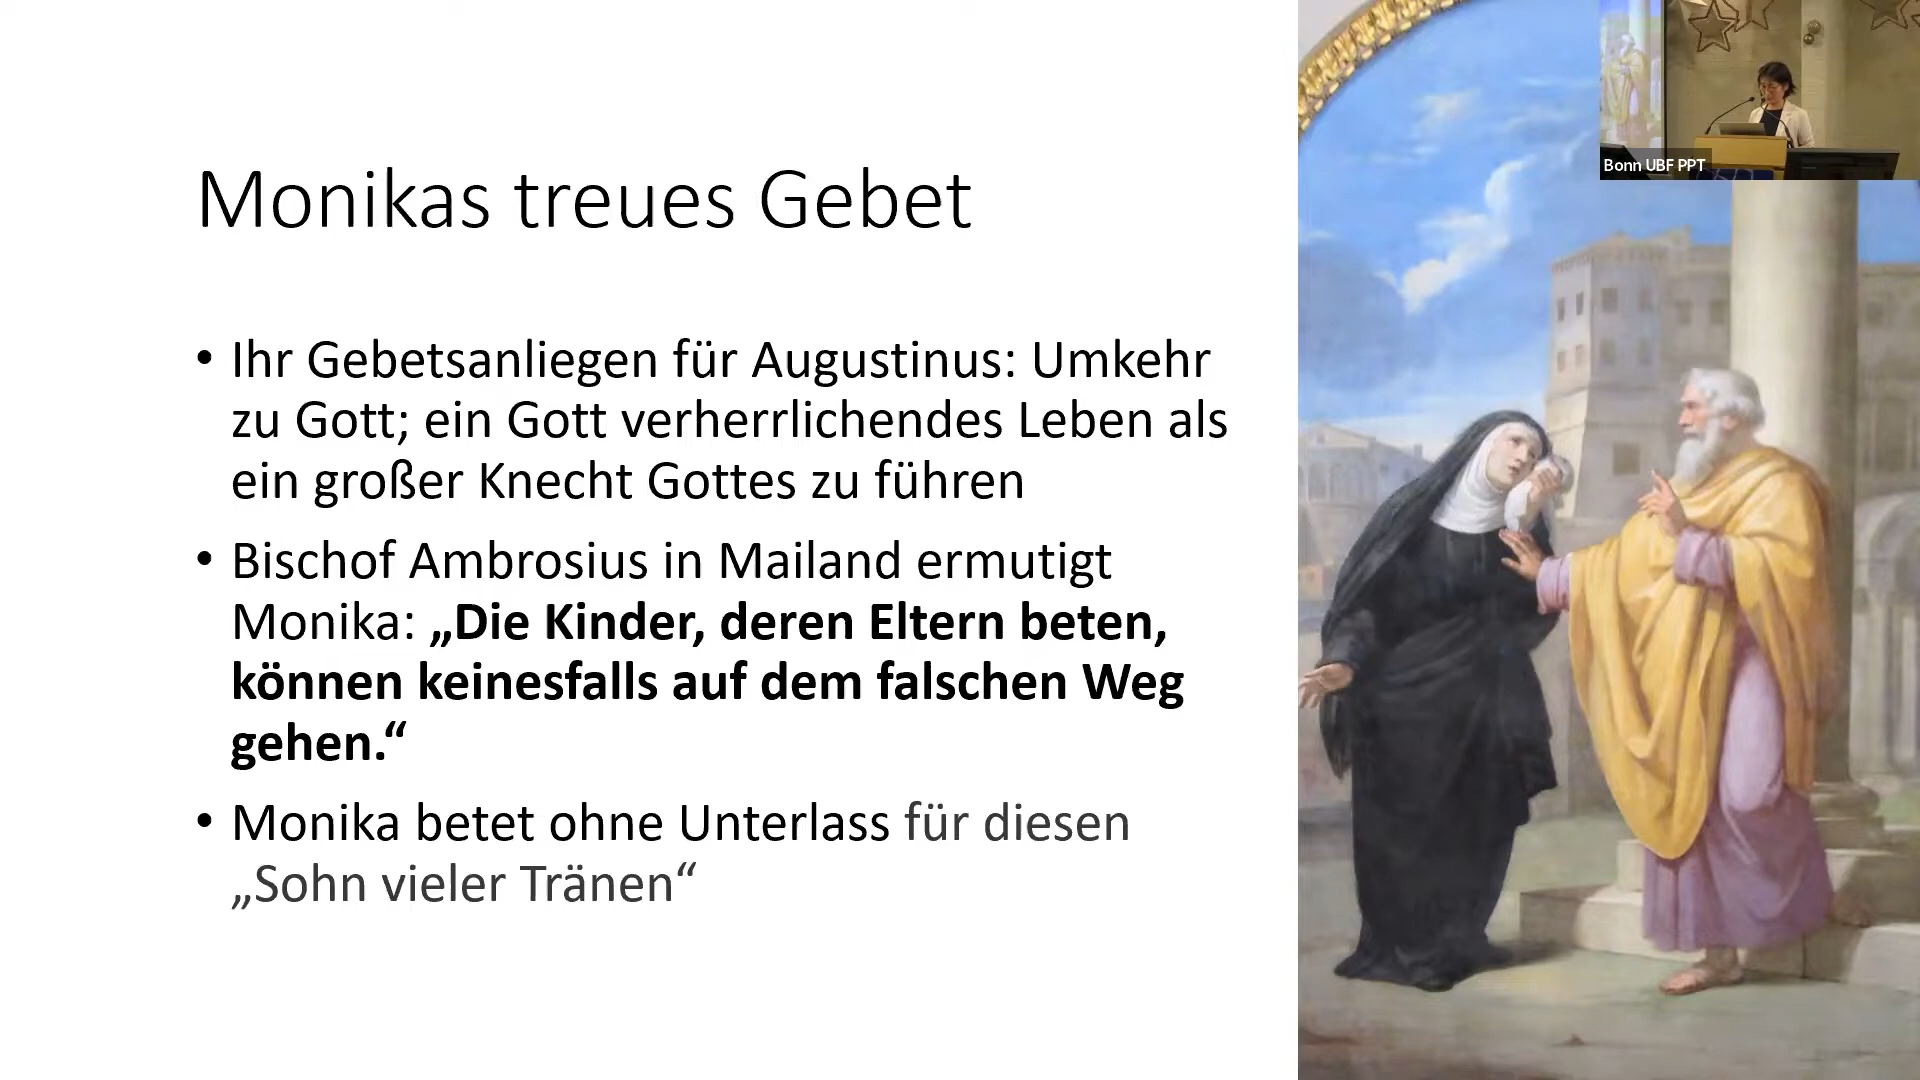 Bonn UBF PPT
Monikas treues Gebet
• Ihr Gebetsanliegen für Augustinus: Umkehr
zu Gott; ein Gott verherrlichendes Leben als
ein großer Knecht Gottes zu führen
• Bischof Ambrosius in Mailand ermutigt
Monika: „Die Kinder, deren Eltern beten,
können keinesfalls auf dem falschen Weg
gehen.“
• Monika betet ohne Unterlass für diesen
„Sohn vieler Tränen“